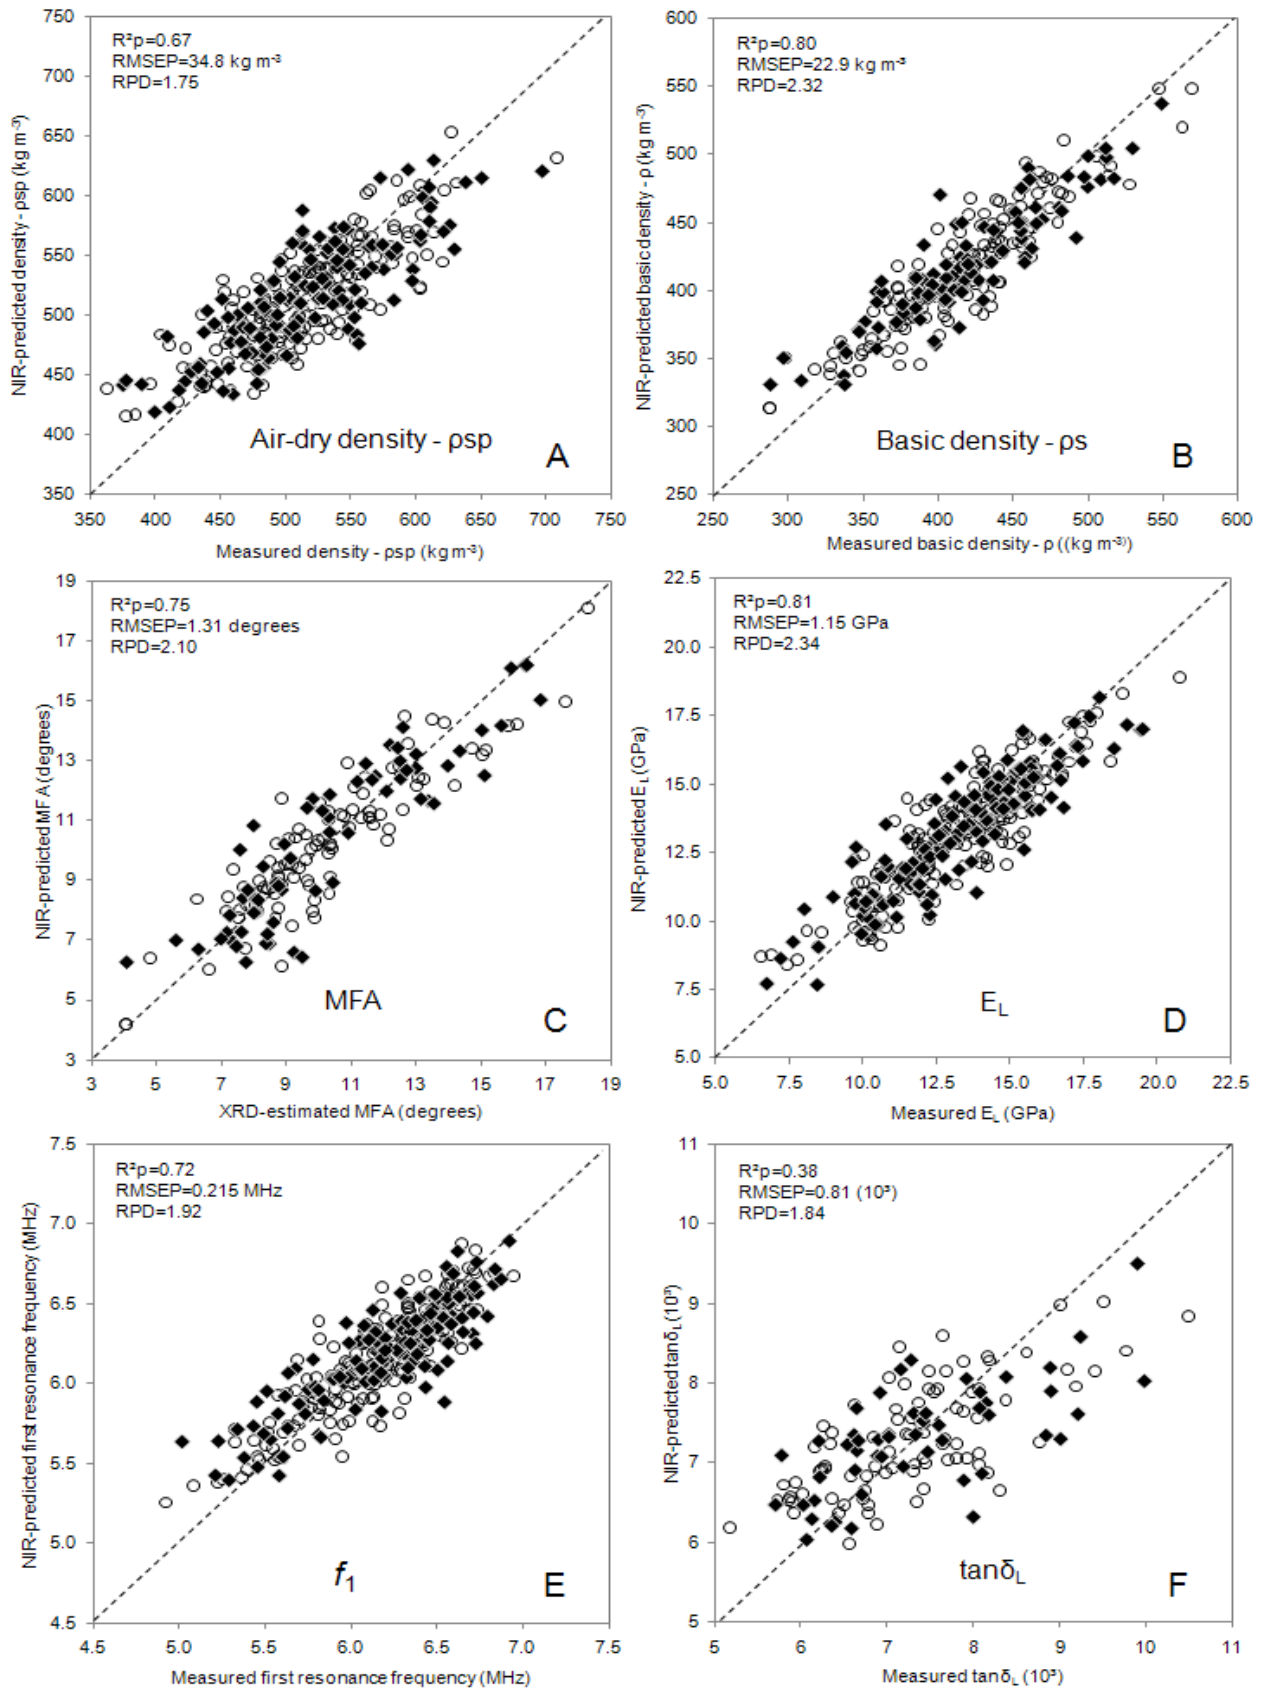 750
R²p=0.67
RMSEP=34.8 kg m⁻³
RPD=1.75
700
650
600
550
500
450
400
350
NIR-predicted density - ρsp (kg m⁻³)
Air-dry density - ρsp
A
350 400 450 500 550 600 650 700 750
Measured density - ρsp (kg m⁻³)
600
R²p=0.80
RMSEP=22.9 kg m⁻³
RPD=2.32
550
500
450
400
350
300
250
NIR-predicted basic density - ρ (kg m⁻³)
Basic density - ρs
B
250 300 350 400 450 500 550 600
Measured basic density - ρ ((kg m⁻³⁾)
19
R²p=0.75
RMSEP=1.31 degrees
RPD=2.10
17
15
13
11
9
7
5
3
NIR-predicted MFA (degrees)
MFA
C
3 5 7 9 11 13 15 17 19
XRD-estimated MFA (degrees)
22.5
R²p=0.81
RMSEP=1.15 GPa
RPD=2.34
20.0
17.5
15.0
12.5
10.0
7.5
5.0
NIR-predicted E_L (GPa)
E_L
D
5.0 7.5 10.0 12.5 15.0 17.5 20.0 22.5
Measured E_L (GPa)
7.5
R²p=0.72
RMSEP=0.215 MHz
RPD=1.92
7.0
6.5
6.0
5.5
5.0
4.5
NIR-predicted first resonance frequency (MHz)
f₁
E
4.5 5.0 5.5 6.0 6.5 7.0 7.5
Measured first resonance frequency (MHz)
11
R²p=0.38
RMSEP=0.81 (10³)
RPD=1.84
10
9
8
7
6
5
NIR-predicted tanδ_L (10³)
tanδ_L
F
5 6 7 8 9 10 11
Measured tanδ_L (10³)